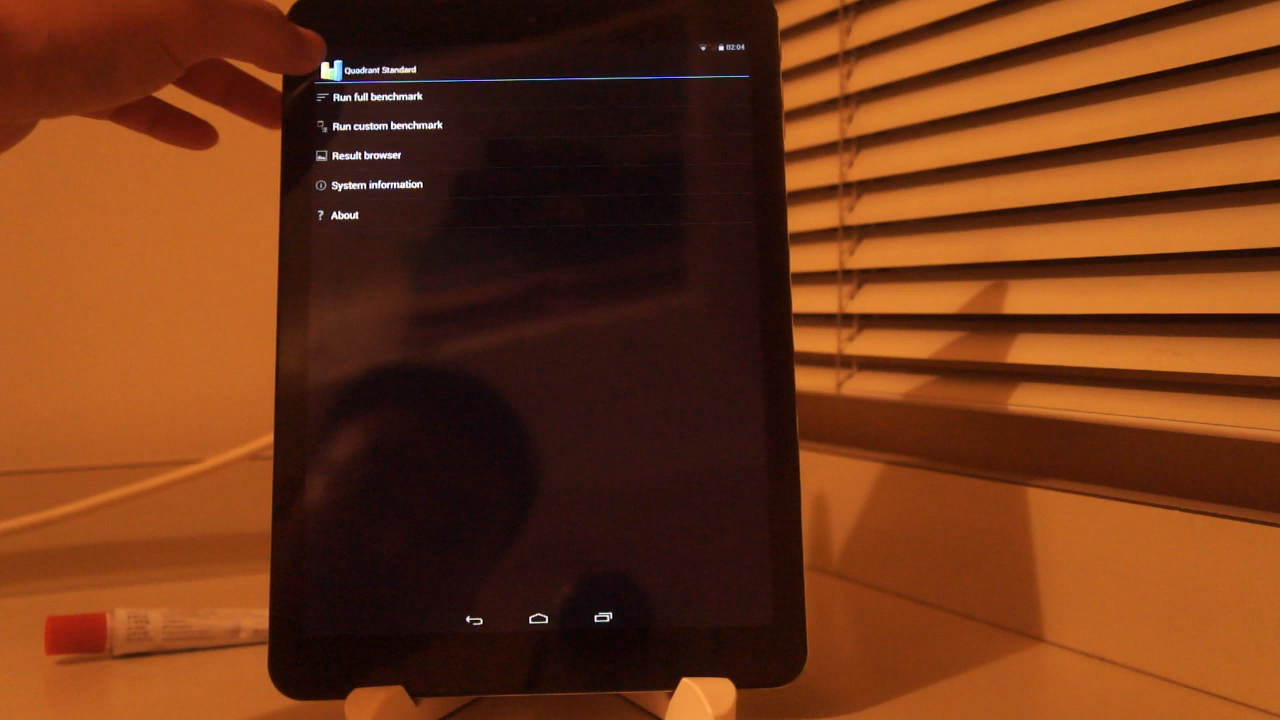 02:04
Quadrant Standard
Run full benchmark
Run custom benchmark
Result browser
System information
? About